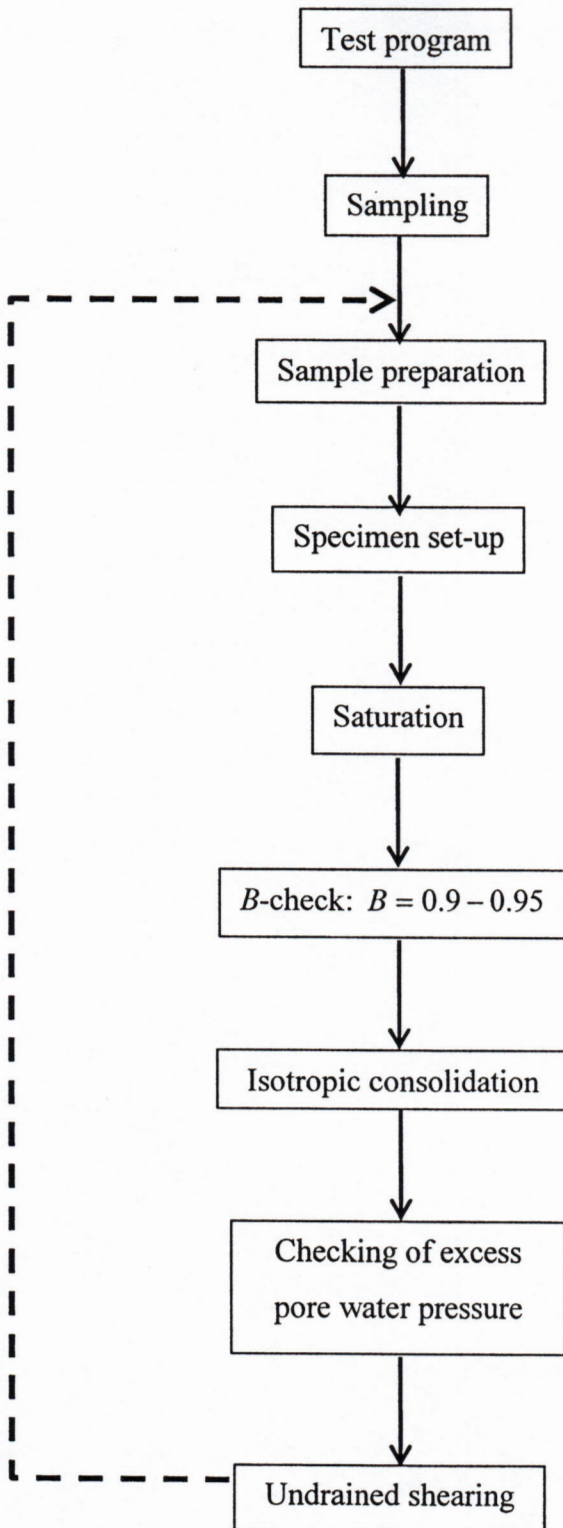 Test program
Sampling
Sample preparation
Specimen set-up
Saturation
B-check: B = 0.9 – 0.95
Isotropic consolidation
Checking of excess
pore water pressure
Undrained shearing